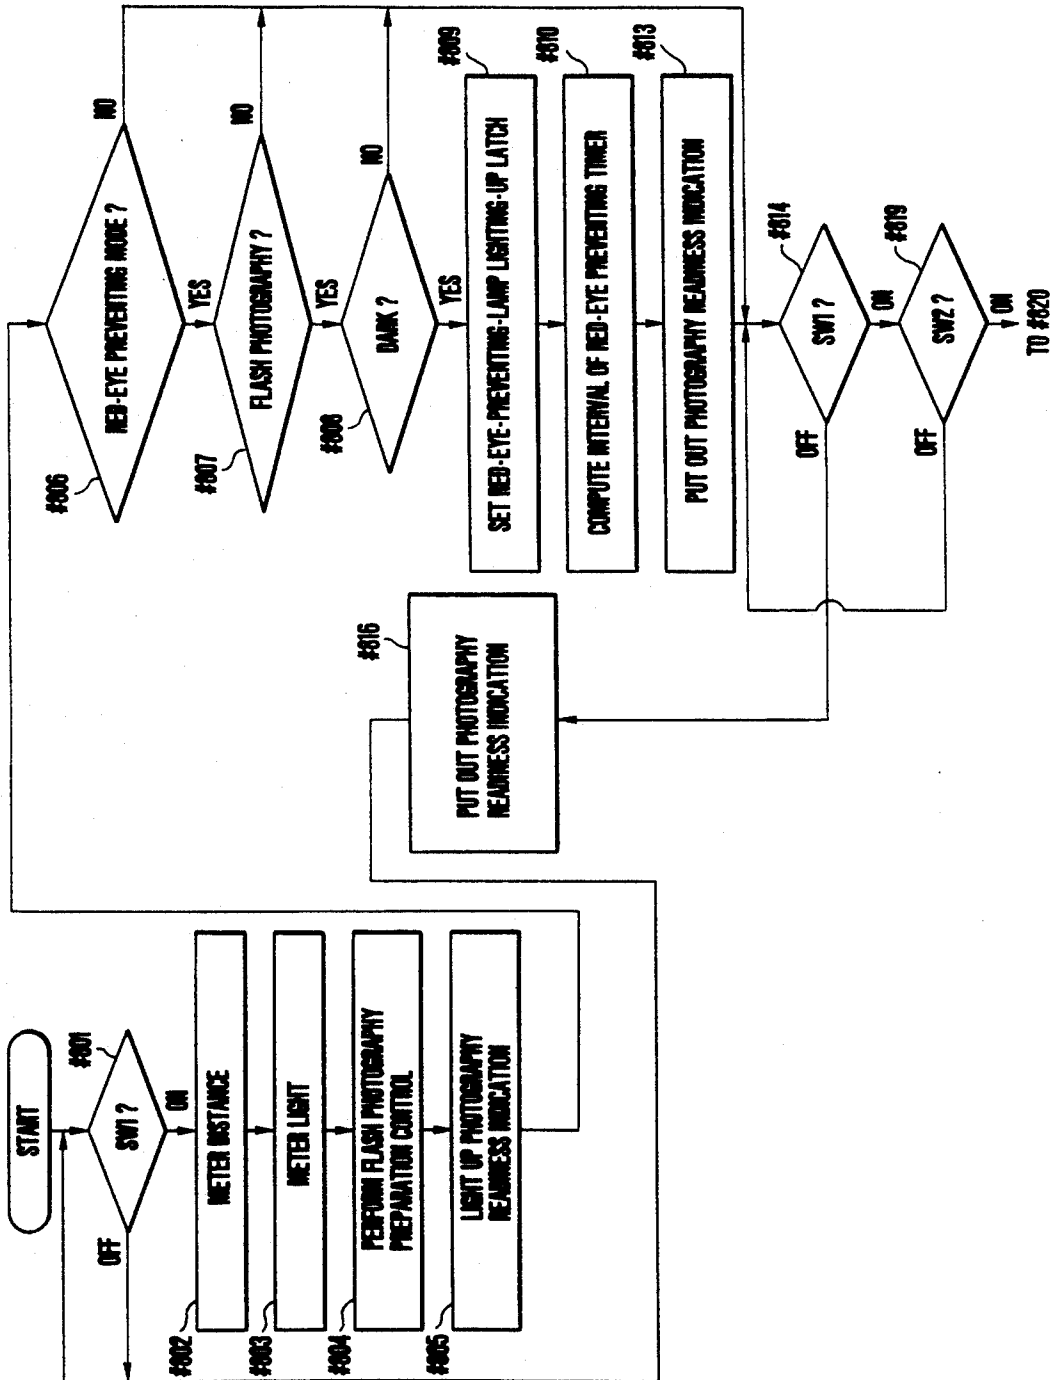 START
#801
SW1 ?
OFF
ON
#802
METER DISTANCE
#803
METER LIGHT
#804
PERFORM FLASH PHOTOGRAPHY
PREPARATION CONTROL
#805
LIGHT UP PHOTOGRAPHY
READINESS INDICATION
#806
RED-EYE PREVENTING MODE ?
NO
YES
#807
FLASH PHOTOGRAPHY ?
NO
YES
#808
DARK ?
NO
YES
#809
SET RED-EYE-PREVENTING-LAMP LIGHTING-UP LATCH
#810
COMPUTE INTERVAL OF RED-EYE PREVENTING TIMER
#813
PUT OUT PHOTOGRAPHY READINESS INDICATION
#814
SW1 ?
OFF
ON
#816
PUT OUT PHOTOGRAPHY
READINESS INDICATION
#819
SW2 ?
OFF
ON
TO #820